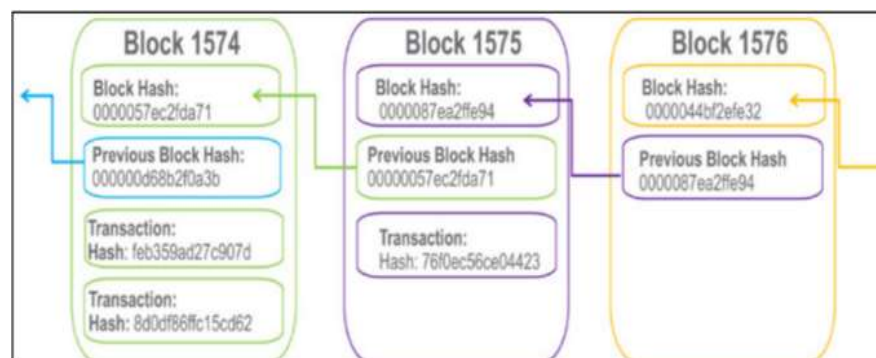 Block 1574
Block Hash:
0000057ec2fda71
Previous Block Hash:
000000d68b2f0a3b
Transaction:
Hash: feb359ad27c907d
Transaction:
Hash: 8d0df86ffc15cd62
Block 1575
Block Hash:
0000087ea2ffe94
Previous Block Hash
00000057ec2fda71
Transaction:
Hash: 76f0ec56ce04423
Block 1576
Block Hash:
0000044bf2efe32
Previous Block Hash
0000087ea2ffe94